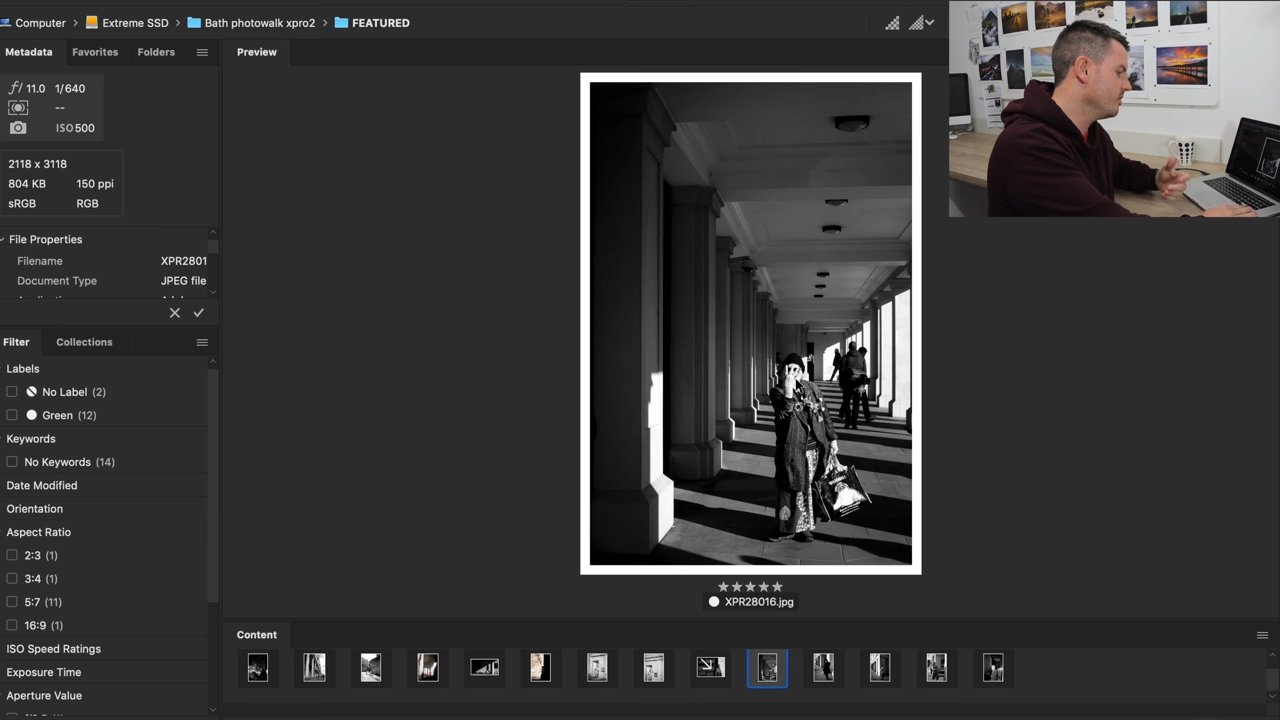 Computer > Extreme SSD > Bath photowalk xpro2 > FEATURED
Metadata Favorites Folders
f/ 11.0 1/640
--
ISO500
2118 x 3118
804 KB 150 ppi
sRGB RGB
File Properties
Filename XPR2801
Document Type JPEG file
Filter Collections
Labels
No Label (2)
Green (12)
Keywords
No Keywords (14)
Date Modified
Orientation
Aspect Ratio
2:3 (1)
3:4 (1)
5:7 (11)
16:9 (1)
ISO Speed Ratings
Exposure Time
Aperture Value
Preview
XPR28016.jpg
Content